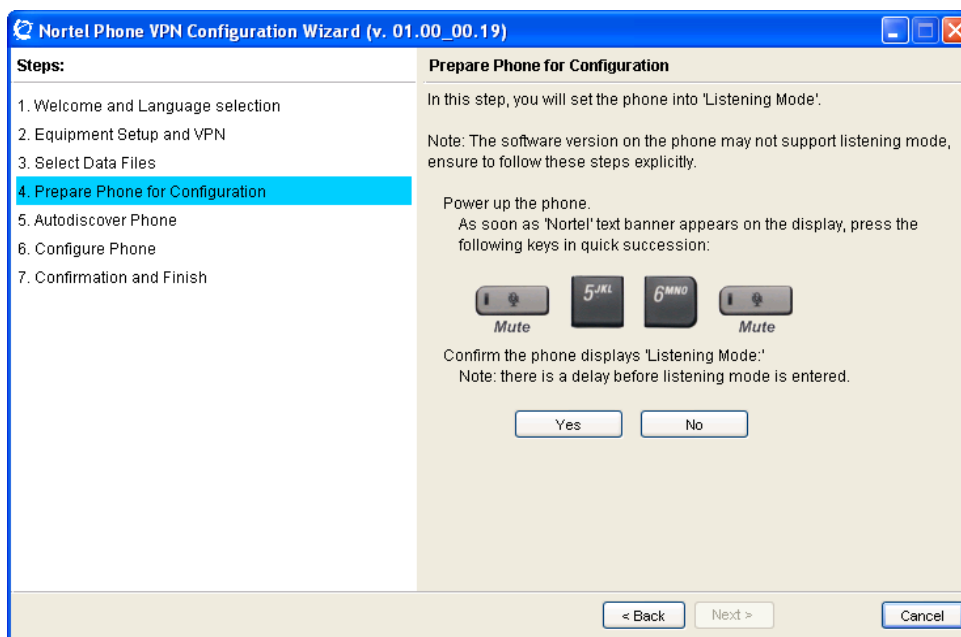 Nortel Phone VPN Configuration Wizard (v. 01.00_00.19)
Steps:
1. Welcome and Language selection
2. Equipment Setup and VPN
3. Select Data Files
4. Prepare Phone for Configuration
5. Autodiscover Phone
6. Configure Phone
7. Confirmation and Finish
Prepare Phone for Configuration
In this step, you will set the phone into 'Listening Mode'.
Note: The software version on the phone may not support listening mode,
ensure to follow these steps explicitly.
Power up the phone.
As soon as 'Nortel' text banner appears on the display, press the
following keys in quick succession:
5 JKL 6 MNO
Mute Mute
Confirm the phone displays 'Listening Mode:'
Note: there is a delay before listening mode is entered.
Yes No
< Back Next > Cancel